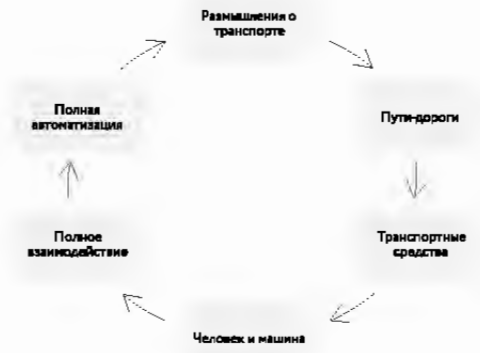 Размышления о
транспорте
Пути-дороги
Транспортные
средства
Человек и машина
Полное
взаимодействие
Полная
автоматизация